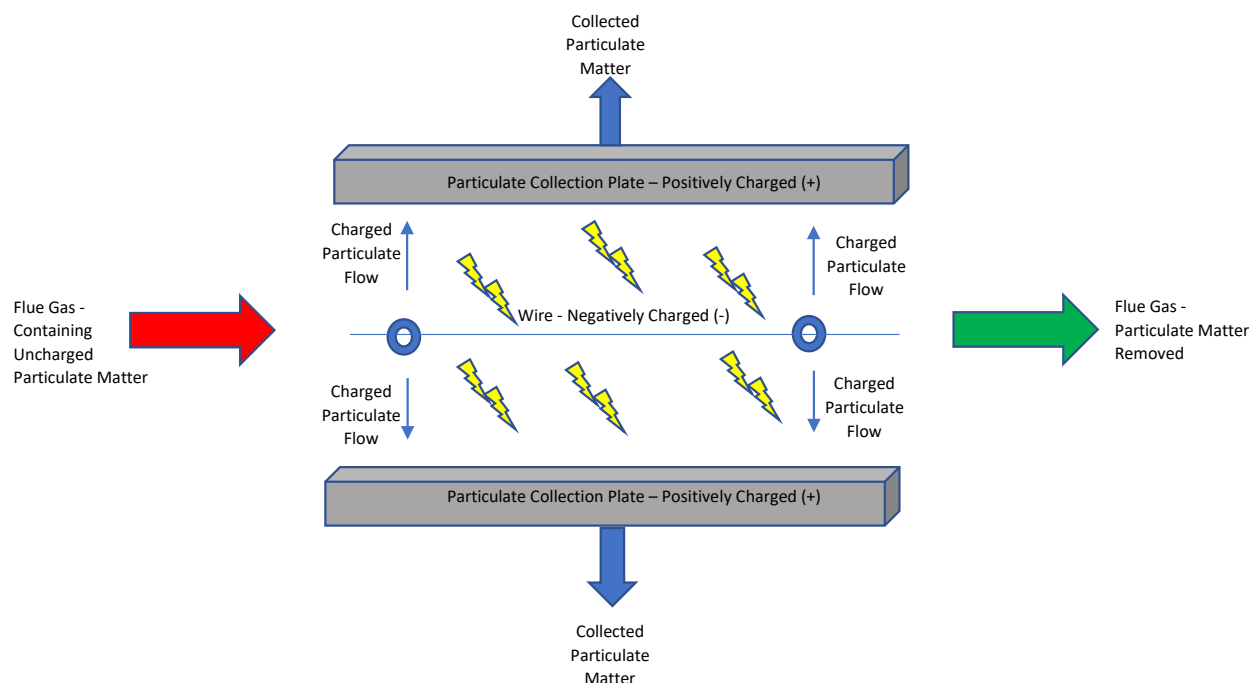 Collected
Particulate
Matter
Particulate Collection Plate – Positively Charged (+)
Charged
Particulate
Flow
Charged
Particulate
Flow
Flue Gas -
Containing
Uncharged
Particulate Matter
Wire - Negatively Charged (-)
Flue Gas -
Particulate Matter
Removed
Charged
Particulate
Flow
Charged
Particulate
Flow
Particulate Collection Plate – Positively Charged (+)
Collected
Particulate
Matter